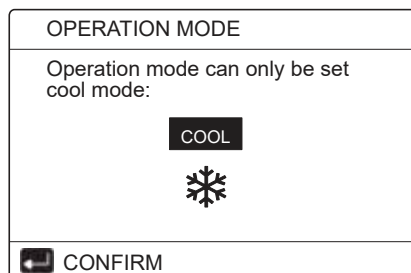 OPERATION MODE
Operation mode can only be set
cool mode:
COOL
CONFIRM